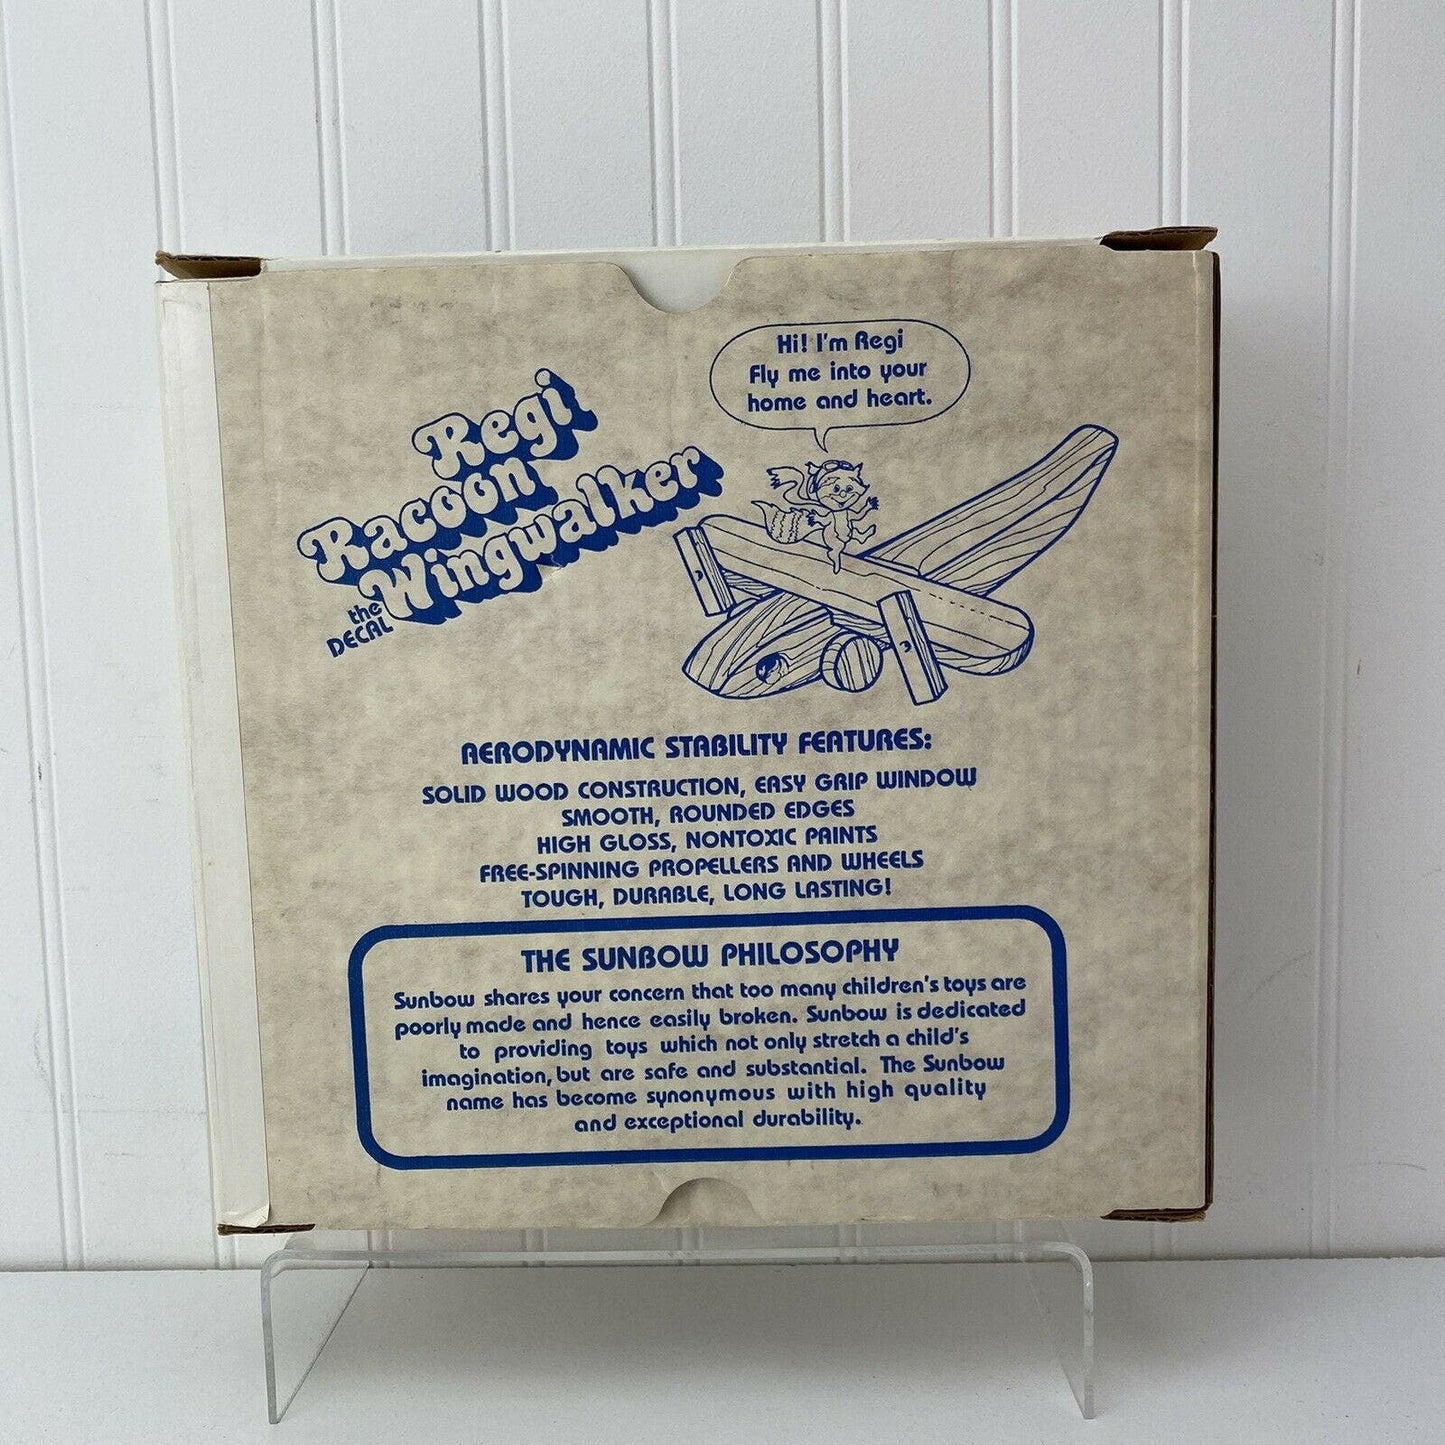 Hi! I'm Regi
Fly me into your
home and heart.
Regi
Racoon
the Wingwalker
DECAL
AERODYNAMIC STABILITY FEATURES:
SOLID WOOD CONSTRUCTION, EASY GRIP WINDOW
SMOOTH, ROUNDED EDGES
HIGH GLOSS, NONTOXIC PAINTS
FREE-SPINNING PROPELLERS AND WHEELS
TOUGH, DURABLE, LONG LASTING!
THE SUNBOW PHILOSOPHY
Sunbow shares your concern that too many children's toys are
poorly made and hence easily broken. Sunbow is dedicated
to providing toys which not only stretch a child's
imagination, but are safe and substantial. The Sunbow
name has become synonymous with high quality
and exceptional durability.